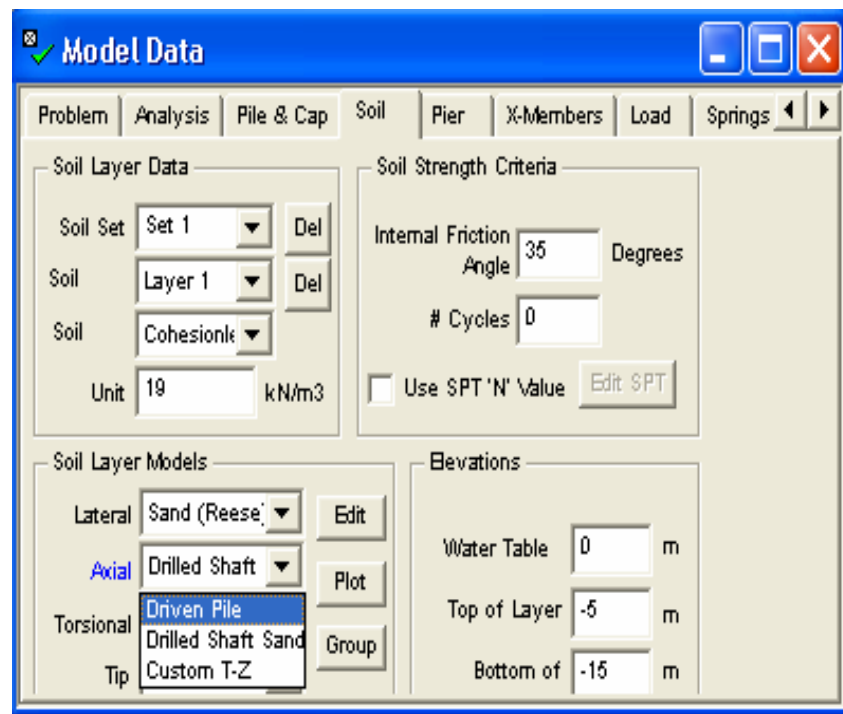 Model Data
Problem Analysis Pile & Cap Soil Pier X-Members Load Springs
Soil Layer Data
Soil Set Set 1 Del
Soil Layer 1 Del
Soil Cohesionle
Unit 19 kN/m3
Soil Strength Criteria
Internal Friction
Angle 35 Degrees
# Cycles 0
Use SPT 'N' Value Edit SPT
Soil Layer Models
Lateral Sand (Reese) Edit
Axial Drilled Shaft Plot
Driven Pile
Torsional
Drilled Shaft Sand Group
Custom T-Z
Tip
Elevations
Water Table 0 m
Top of Layer -5 m
Bottom of -15 m